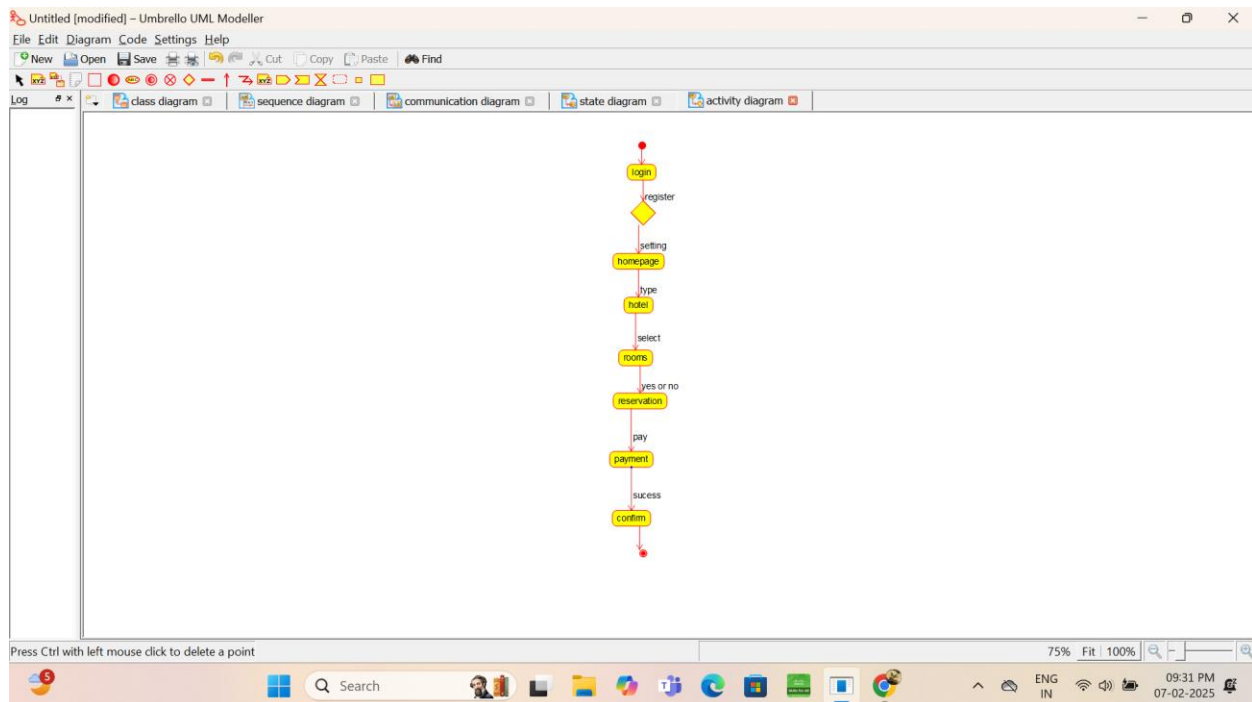 Untitled [modified] – Umbrello UML Modeller
File Edit Diagram Code Settings Help
New Open Save Cut Copy Paste Find
Log class diagram sequence diagram communication diagram state diagram activity diagram
login
register
setting
homepage
type
hotel
select
rooms
yes or no
reservation
pay
payment
sucess
confirm
Press Ctrl with left mouse click to delete a point 75% Fit 100%
5 Search ENG 09:31 PM
IN 07-02-2025